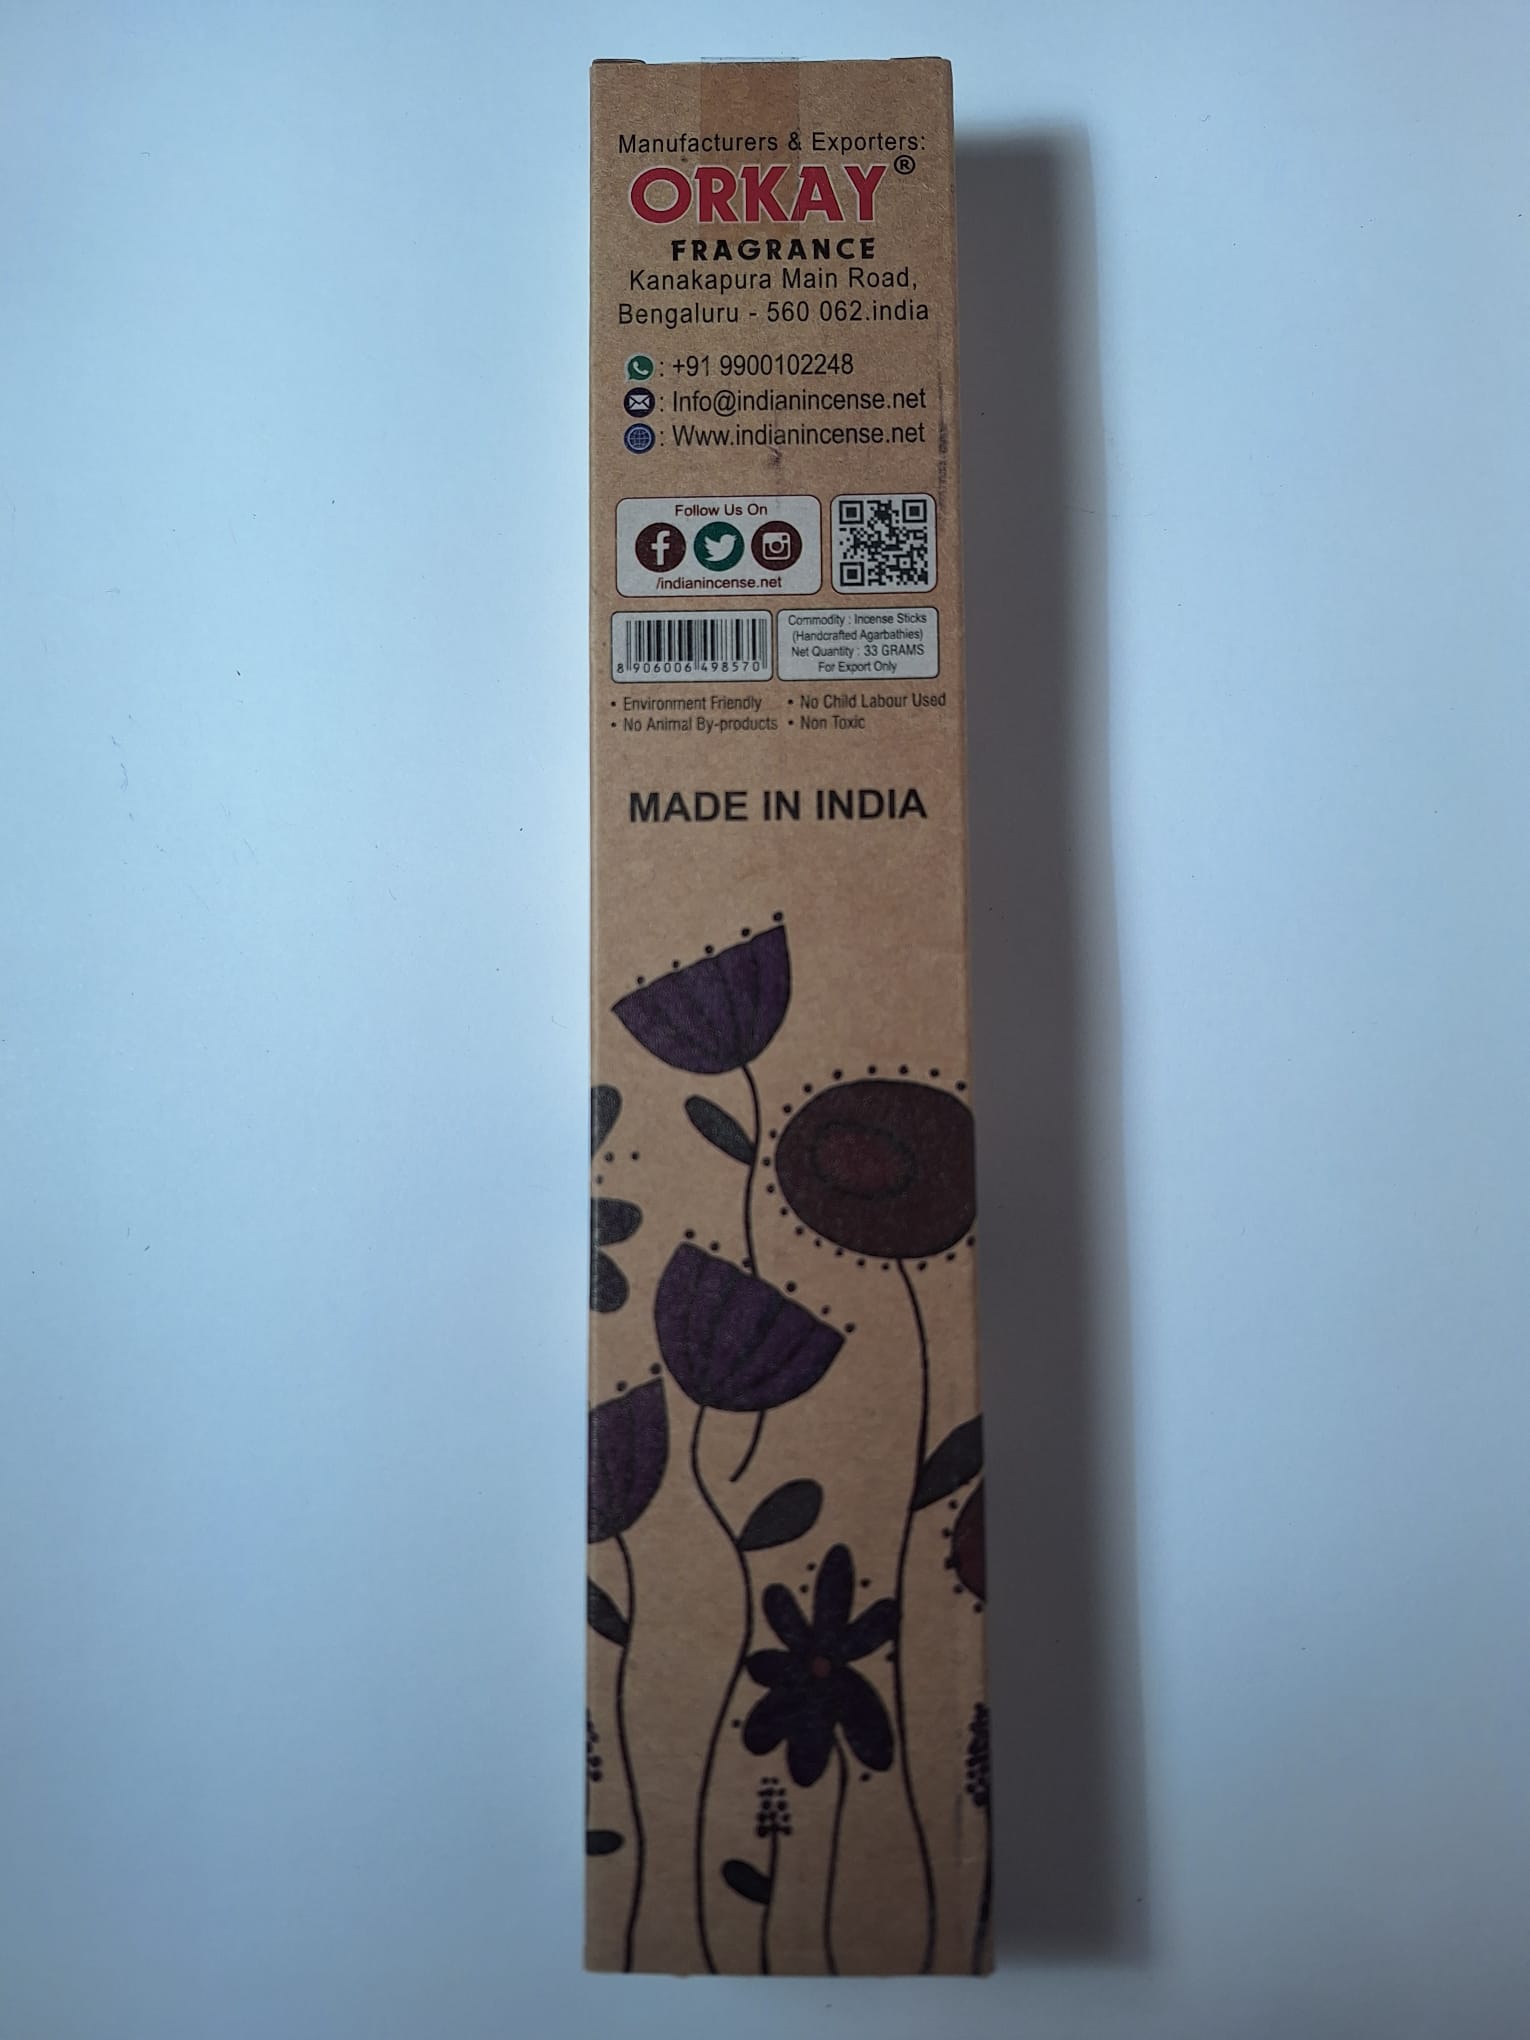 Manufacturers & Exporters:
ORKAY®
FRAGRANCE
Kanakapura Main Road,
Bengaluru - 560 062.india
: +91 9900102248
: Info@indianincense.net
: Www.indianincense.net
Follow Us On
/indianincense.net
8 906006 498570
Commodity : Incense Sticks
(Handcrafted Agarbathies)
Net Quantity : 33 GRAMS
For Export Only
• Environment Friendly • No Child Labour Used
• No Animal By-products • Non Toxic
MADE IN INDIA